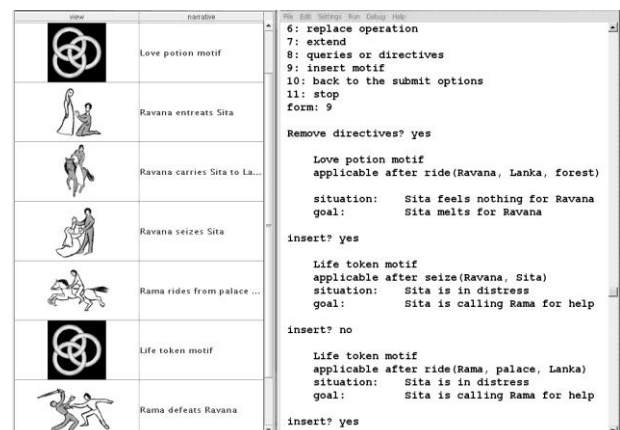 view narrative
Love potion motif
Ravana entreats Sita
Ravana carries Sita to La...
Ravana seizes Sita
Rama rides from palace ...
Life token motif
Rama defeats Ravana
File Edit Settings Run Debug Help
6: replace operation
7: extend
8: queries or directives
9: insert motif
10: back to the submit options
11: stop
form: 9
Remove directives? yes
Love potion motif
applicable after ride(Ravana, Lanka, forest)
situation: Sita feels nothing for Ravana
goal: Sita melts for Ravana
insert? yes
Life token motif
applicable after seize(Ravana, Sita)
situation: Sita is in distress
goal: Sita is calling Rama for help
insert? no
Life token motif
applicable after ride(Rama, palace, Lanka)
situation: Sita is in distress
goal: Sita is calling Rama for help
insert? yes